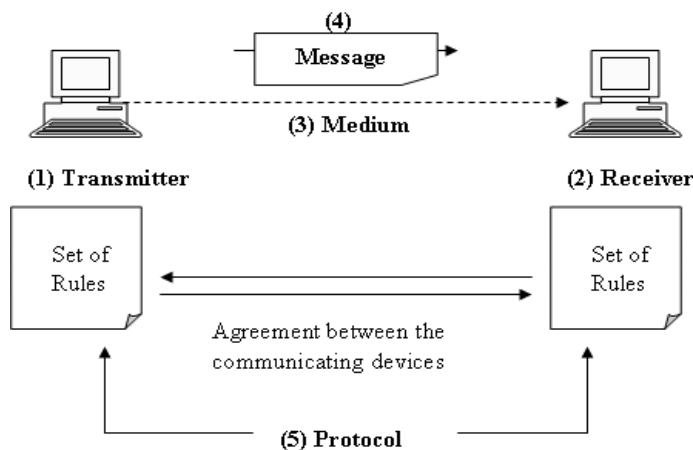 (4)
Message
(3) Medium
(1) Transmitter
(2) Receiver
Set of
Rules
Set of
Rules
Agreement between the
communicating devices
(5) Protocol